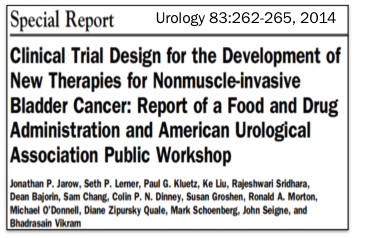 Special Report Urology 83:262-265, 2014
Clinical Trial Design for the Development of
New Therapies for Nonmuscle-invasive
Bladder Cancer: Report of a Food and Drug
Administration and American Urological
Association Public Workshop
Jonathan P. Jarow, Seth P. Lerner, Paul G. Kluetz, Ke Liu, Rajeshwari Sridhara,
Dean Bajorin, Sam Chang, Colin P. N. Dinney, Susan Groshen, Ronald A. Morton,
Michael O'Donnell, Diane Zipursky Quale, Mark Schoenberg, John Seigne, and
Bhadrasain Vikram